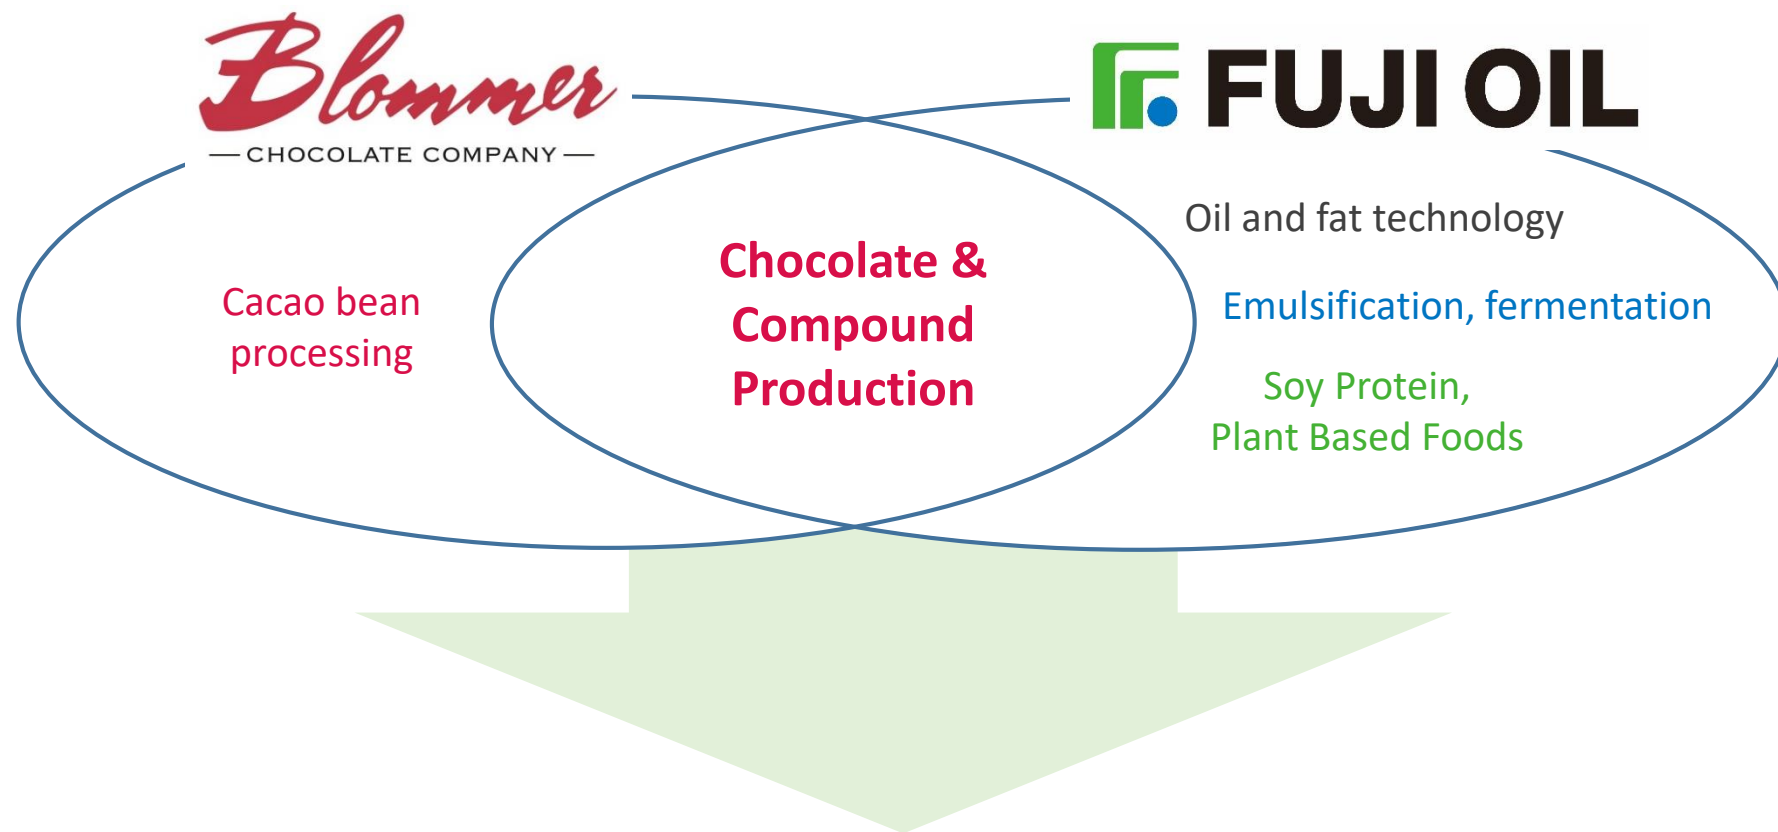 Blommer
CHOCOLATE COMPANY
FUJI OIL
Oil and fat technology
Chocolate &
Compound
Production
Cacao bean
processing
Emulsification, fermentation
Soy Protein,
Plant Based Foods